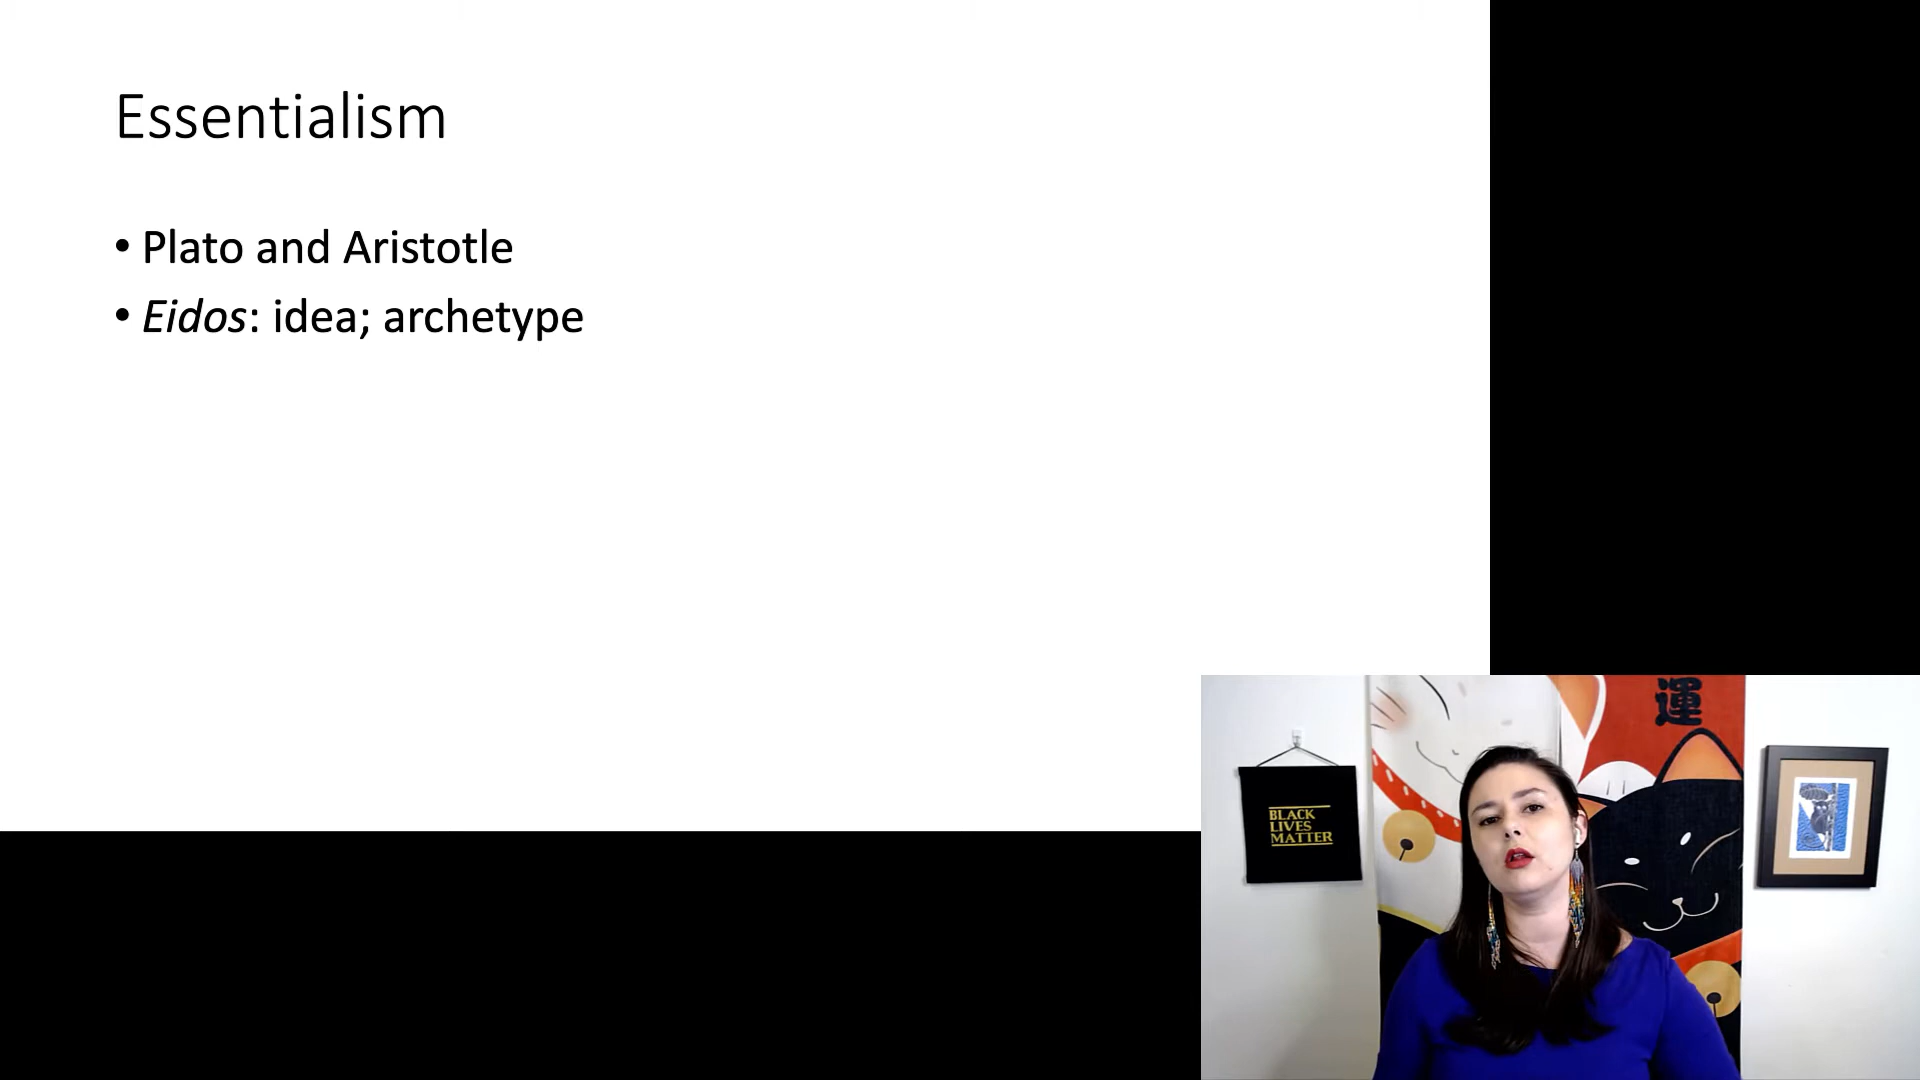 Essentialism
• Plato and Aristotle
• Eidos: idea; archetype
運
BLACK
LIVES
MATTER